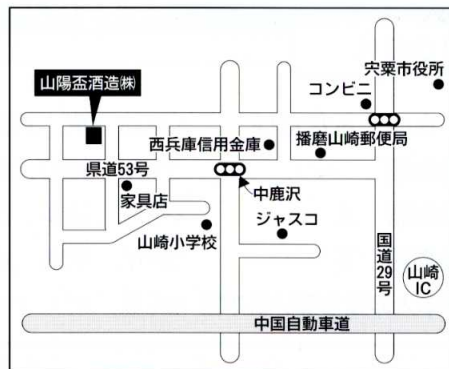 宍粟市役所
山陽盃酒造㈱
コンビニ
西兵庫信用金庫
播磨山崎郵便局
県道53号
家具店
中鹿沢
山崎小学校
ジャスコ
国道29号
山崎
IC
中国自動車道